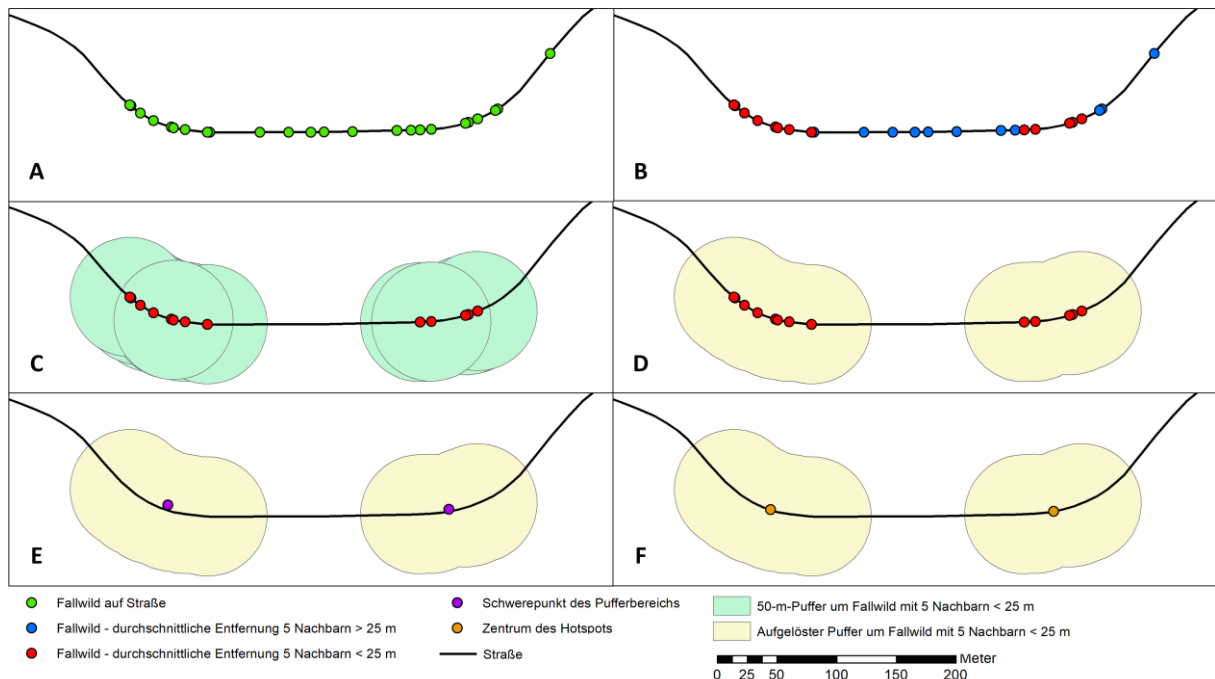 A
B
C
D
E
F
Fallwild auf Straße
Fallwild - durchschnittliche Entfernung 5 Nachbarn > 25 m
Fallwild - durchschnittliche Entfernung 5 Nachbarn < 25 m
Schwerepunkt des Pufferbereichs
Zentrum des Hotspots
Straße
50-m-Puffer um Fallwild mit 5 Nachbarn < 25 m
Aufgelöster Puffer um Fallwild mit 5 Nachbarn < 25 m
Meter
0 25 50 100 150 200